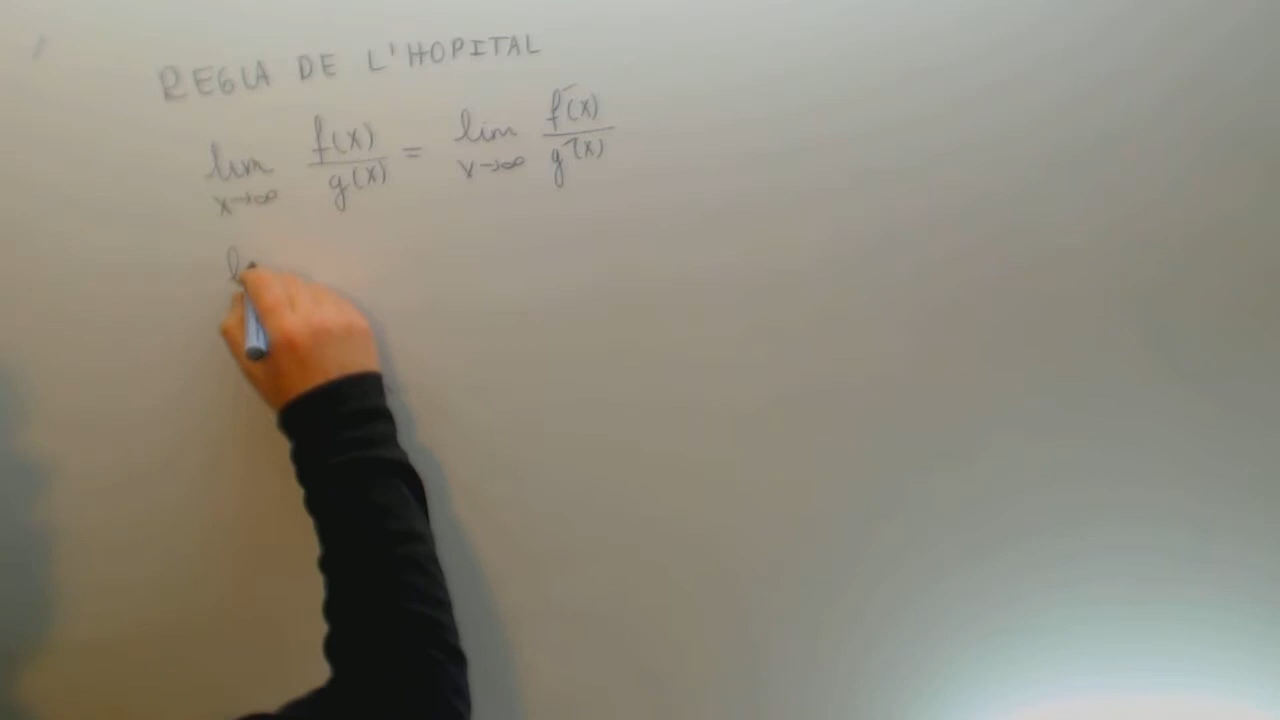 REGLA DE L'HOPITAL
lim x→∞ f(x)/g(x) = lim x→∞ f'(x)/g'(x)